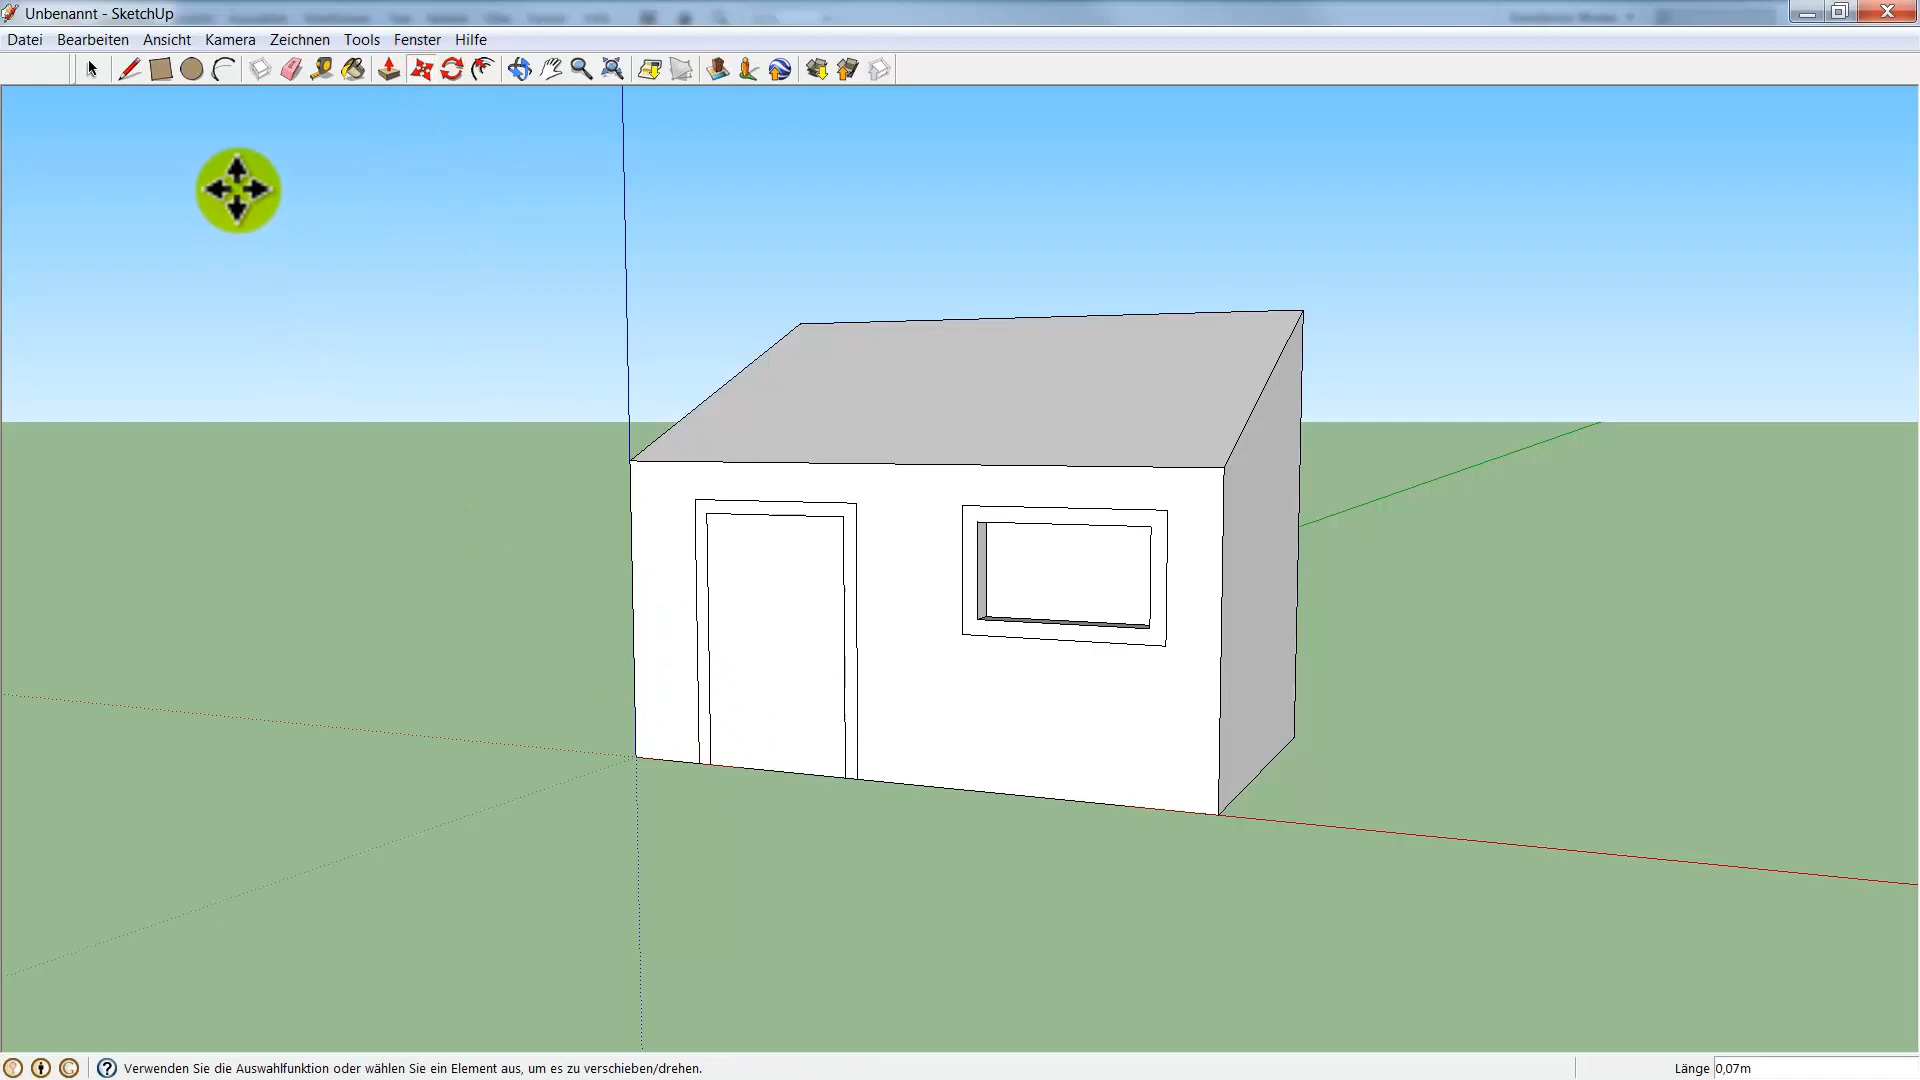 Unbenannt - SketchUp
Datei Bearbeiten Ansicht Kamera Zeichnen Tools Fenster Hilfe
Verwenden Sie die Auswahlfunktion oder wählen Sie ein Element aus, um es zu verschieben/drehen.
Länge 0,07m